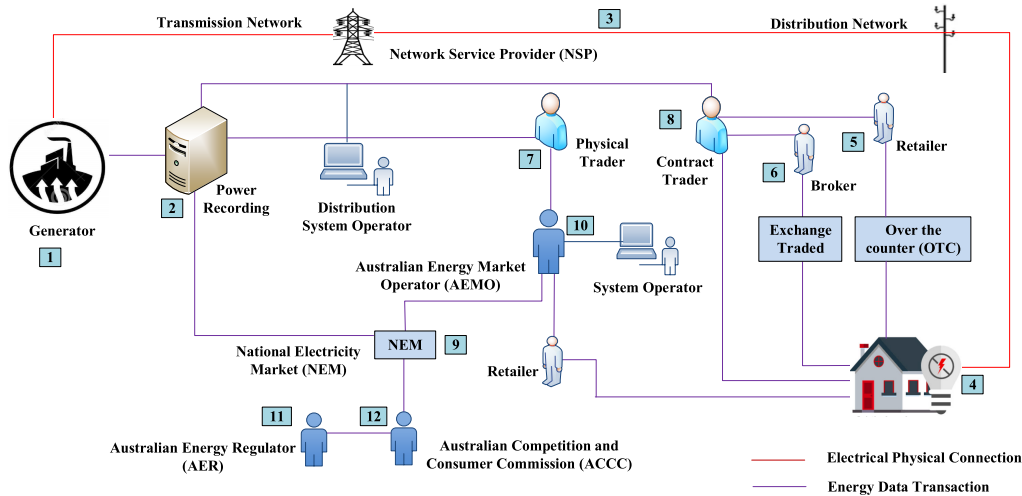 Transmission Network
3
Distribution Network
Network Service Provider (NSP)
8
7
Physical
Trader
Contract
Trader
5
Retailer
6
Broker
2
Power
Recording
Distribution
System Operator
Generator
1
10
Exchange
Traded
Over the
counter (OTC)
Australian Energy Market
Operator (AEMO)
System Operator
National Electricity
Market (NEM)
NEM
9
Retailer
4
11
12
Australian Energy Regulator
(AER)
Australian Competition and
Consumer Commission (ACCC)
Electrical Physical Connection
Energy Data Transaction